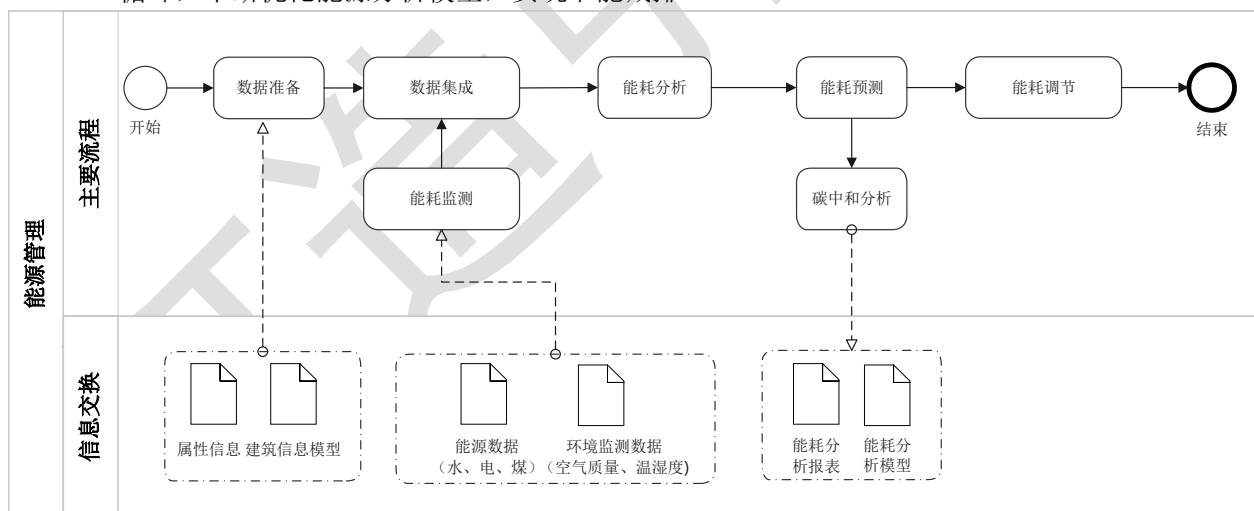 能源管理
主要流程
开始
数据准备
数据集成
能耗分析
能耗预测
能耗调节
结束
能耗监测
碳中和分析
信息交换
属性信息
建筑信息模型
能源数据
(水、电、煤)
环境监测数据
(空气质量、温湿度)
能耗分
析报表
能耗分
析模型